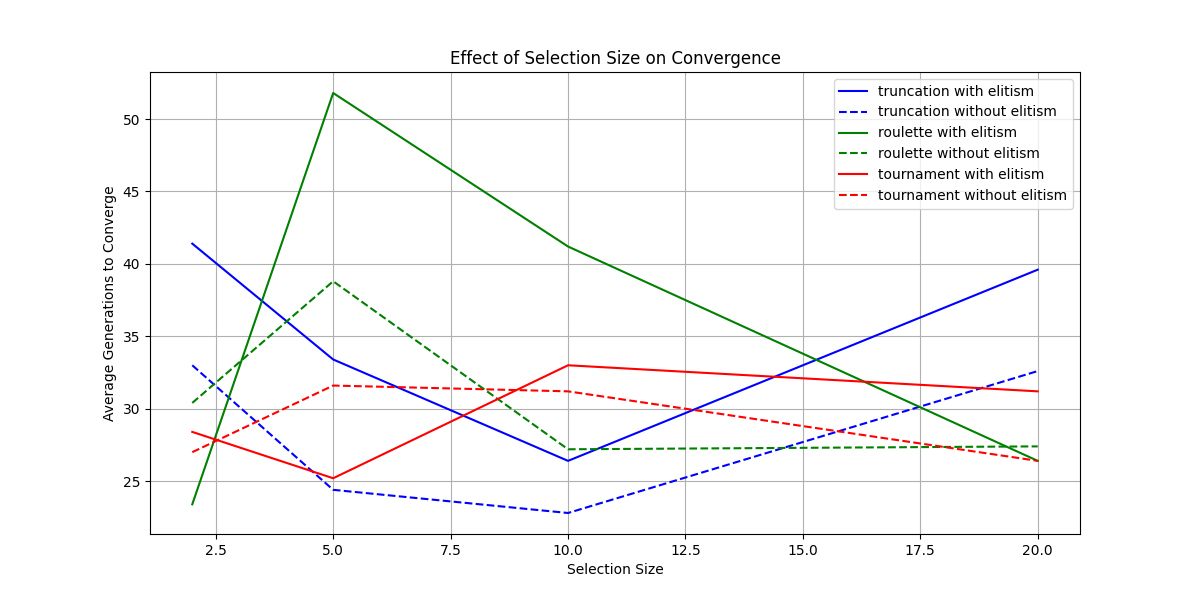 Effect of Selection Size on Convergence
truncation with elitism
truncation without elitism
roulette with elitism
roulette without elitism
tournament with elitism
tournament without elitism
Average Generations to Converge
50
45
40
35
30
25
2.5
5.0
7.5
10.0
12.5
15.0
17.5
20.0
Selection Size